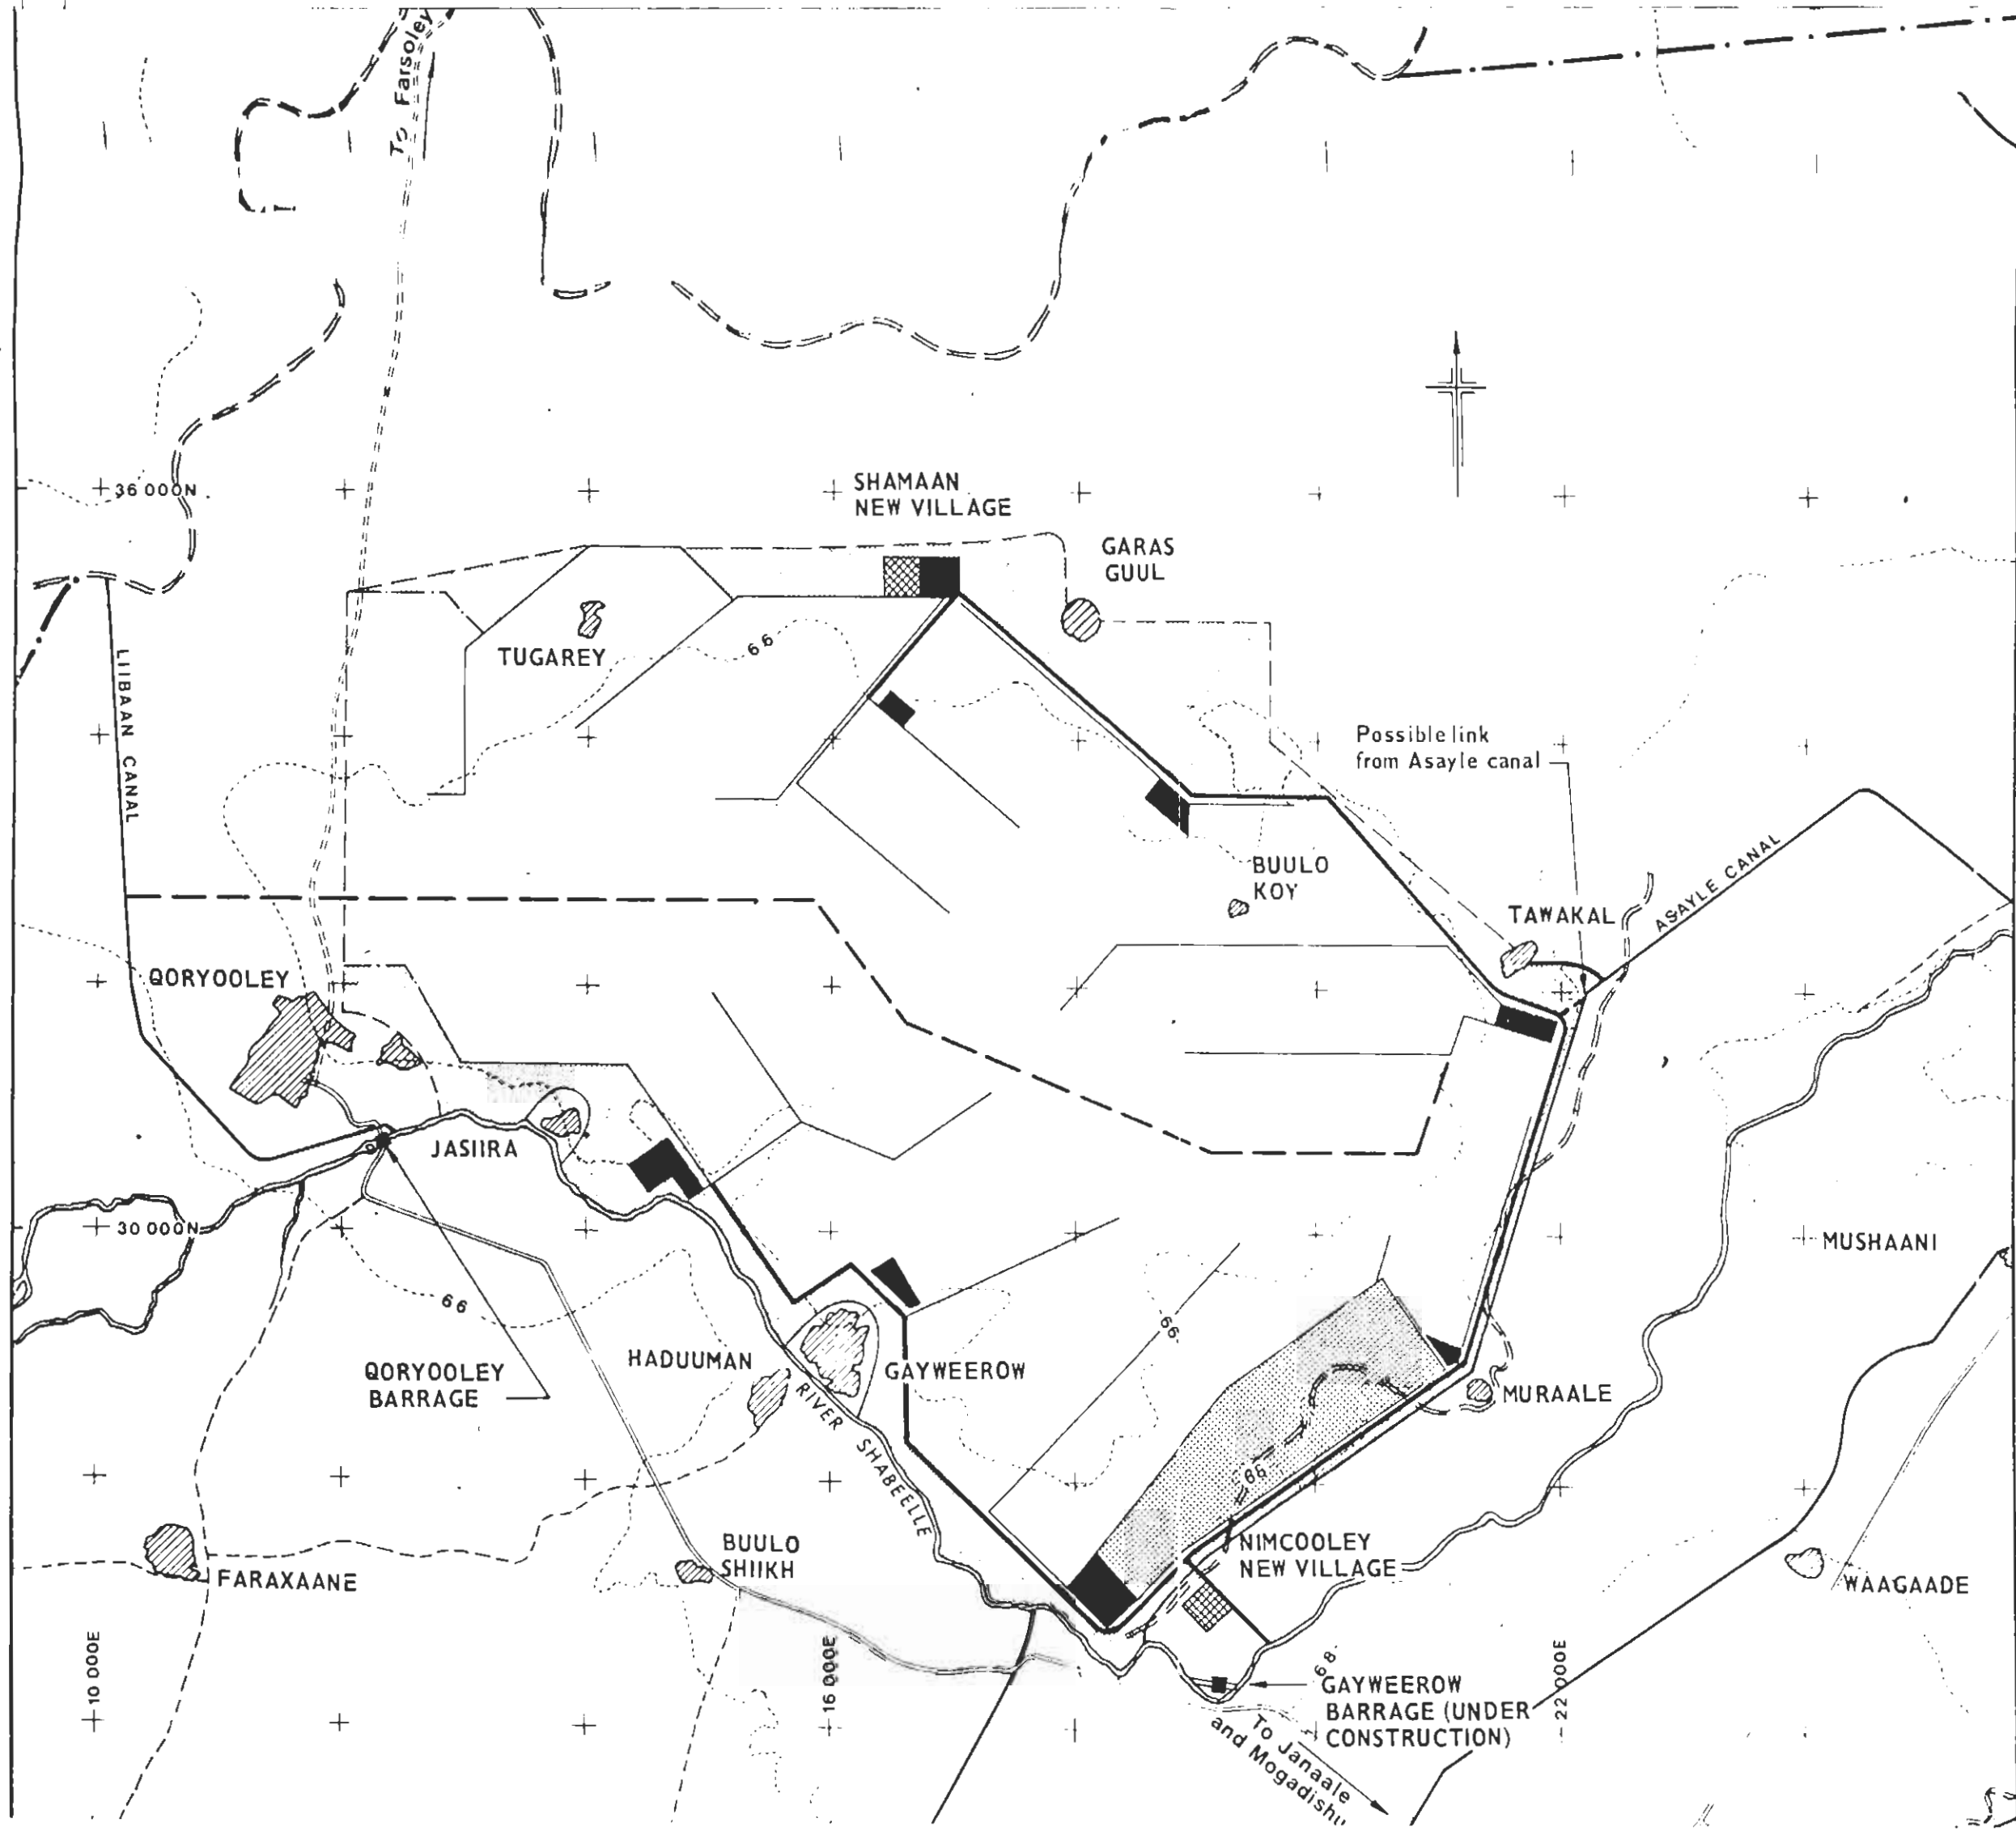 To Farsoley
36 000N
SHAMAAN
NEW VILLAGE
GARAS
GUUL
TUGAREY
66
LIIBAAN CANAL
Possible link
from Asayle canal
BUULO
KOY
TAWAKAL
ASAYLE CANAL
QORYOOLEY
JASIIRA
30 000N
MUSHAANI
66
66
HADUUMAN
GAYWEEROW
QORYOOLEY
BARRAGE
MURAALE
RIVER SHABEELLE
66
BUULO
SHIIKH
NIMCOOLEY
NEW VILLAGE
FARAXAANE
WAAGAADE
10 000E
16 000E
22 000E
68
GAYWEEROW
BARRAGE (UNDER
CONSTRUCTION)
To Janaale
and Mogadishu